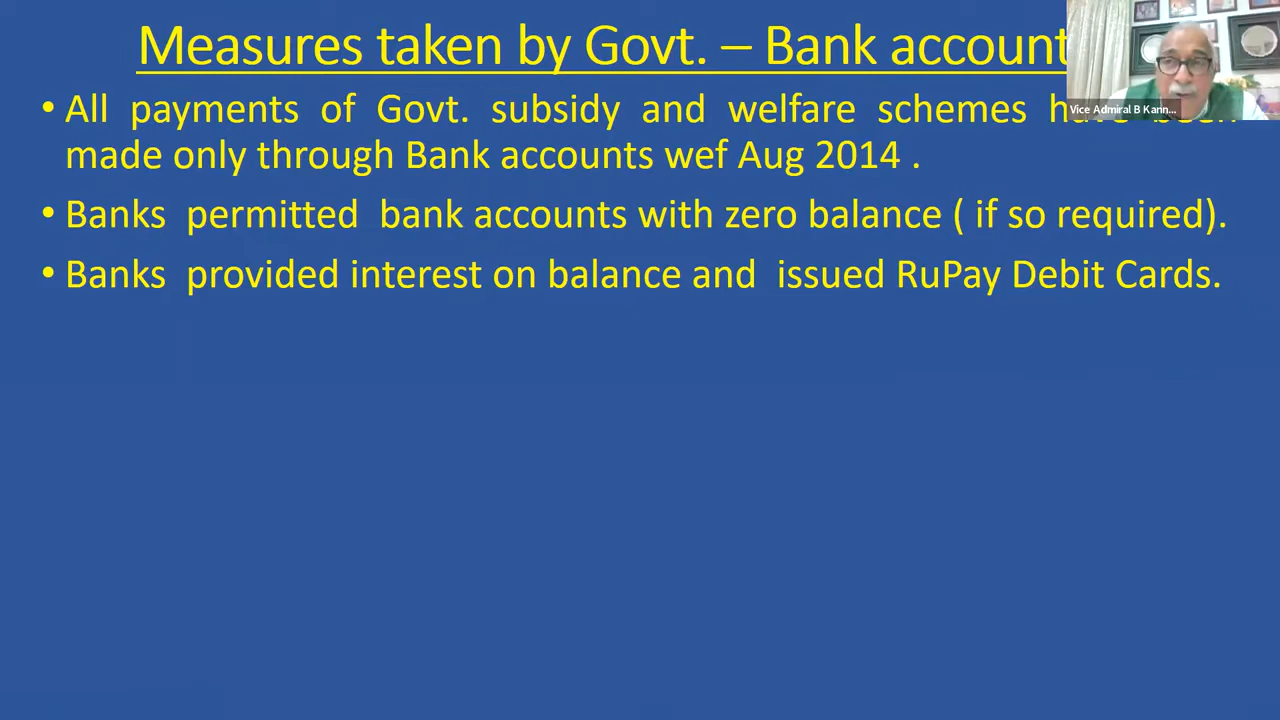 Measures taken by Govt. – Bank account
• All payments of Govt. subsidy and welfare schemes have been
made only through Bank accounts wef Aug 2014 .
• Banks permitted bank accounts with zero balance ( if so required).
• Banks provided interest on balance and issued RuPay Debit Cards.
Vice Admiral B Kann...